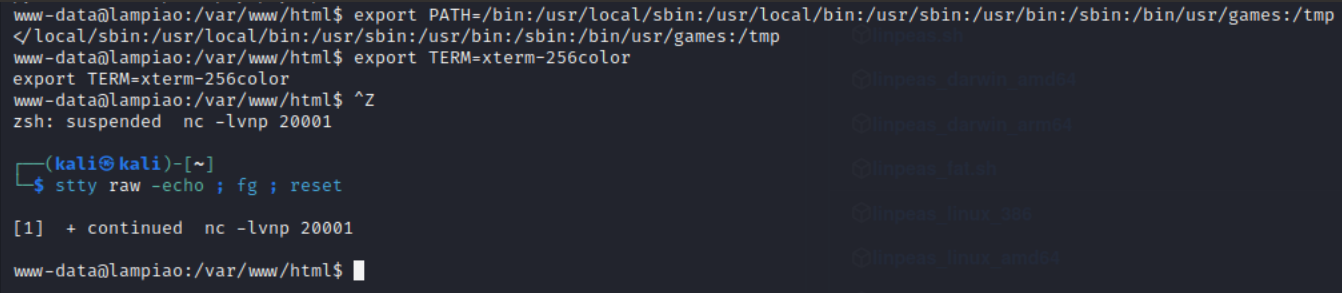 www-data@lampiao:/var/www/html$ export PATH=/bin:/usr/local/sbin:/usr/local/bin:/usr/sbin:/usr/bin:/sbin:/bin/usr/games:/tmp
</local/sbin:/usr/local/bin:/usr/sbin:/usr/bin:/sbin:/bin/usr/games:/tmp
www-data@lampiao:/var/www/html$ export TERM=xterm-256color
export TERM=xterm-256color
www-data@lampiao:/var/www/html$ ^Z
zsh: suspended  nc -lvnp 20001
┌──(kali㉿kali)-[~]
└─$ stty raw -echo ; fg ; reset
[1]  + continued  nc -lvnp 20001
www-data@lampiao:/var/www/html$
linpeas.sh
linpeas_darwin_amd64
linpeas_darwin_arm64
linpeas_fat.sh
linpeas_linux_386
linpeas_linux_amd64